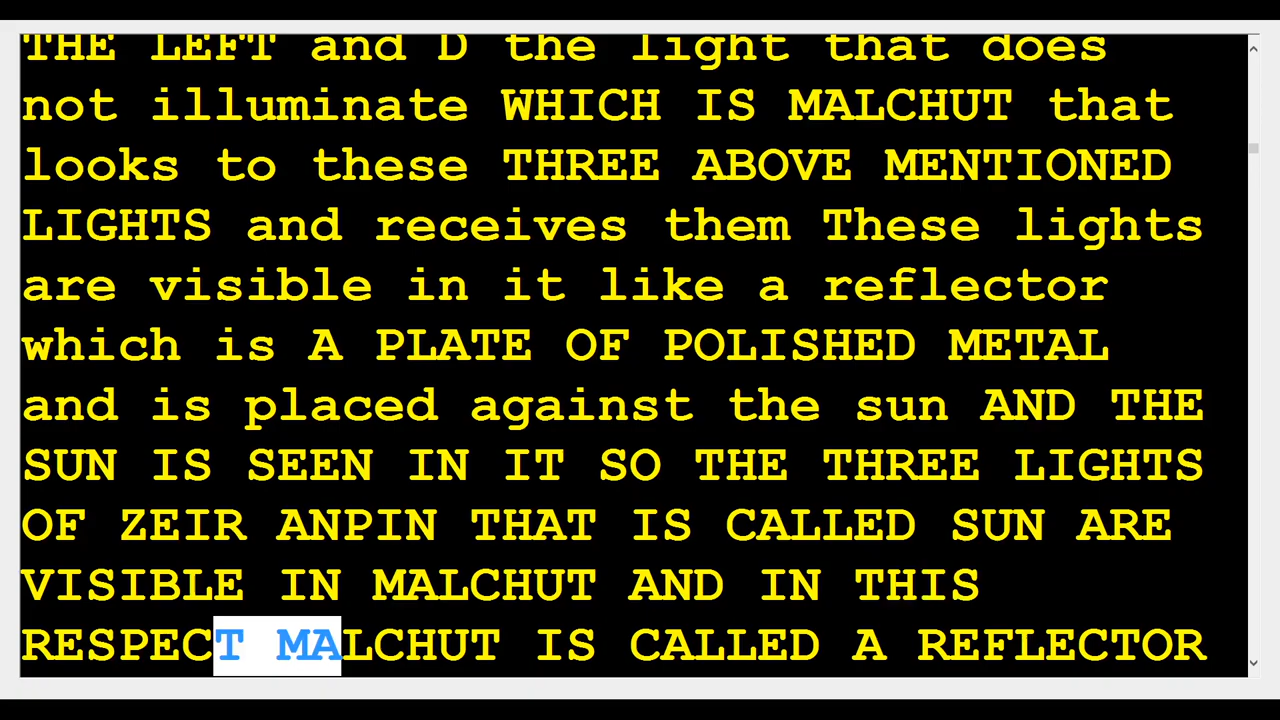 THE LEFT and D the light that does
not illuminate WHICH IS MALCHUT that
looks to these THREE ABOVE MENTIONED
LIGHTS and receives them These lights
are visible in it like a reflector
which is A PLATE OF POLISHED METAL
and is placed against the sun AND THE
SUN IS SEEN IN IT SO THE THREE LIGHTS
OF ZEIR ANPIN THAT IS CALLED SUN ARE
VISIBLE IN MALCHUT AND IN THIS
RESPECT MALCHUT IS CALLED A REFLECTOR